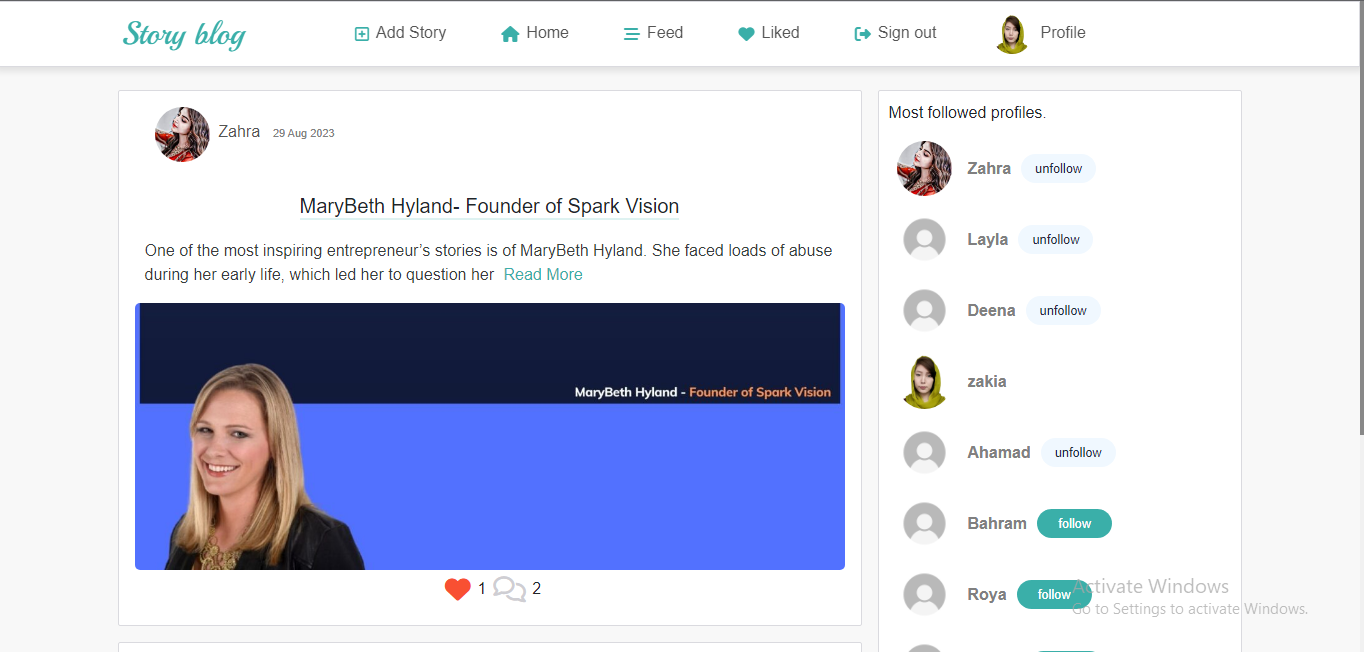 Story blog
Add Story
Home
Feed
Liked
Sign out
Profile
Zahra 29 Aug 2023
MaryBeth Hyland- Founder of Spark Vision
One of the most inspiring entrepreneur’s stories is of MaryBeth Hyland. She faced loads of abuse
during her early life, which led her to question her Read More
MaryBeth Hyland - Founder of Spark Vision
1 2
Most followed profiles.
Zahra unfollow
Layla unfollow
Deena unfollow
zakia
Ahamad unfollow
Bahram follow
Roya follow
Activate Windows
Go to Settings to activate Windows.